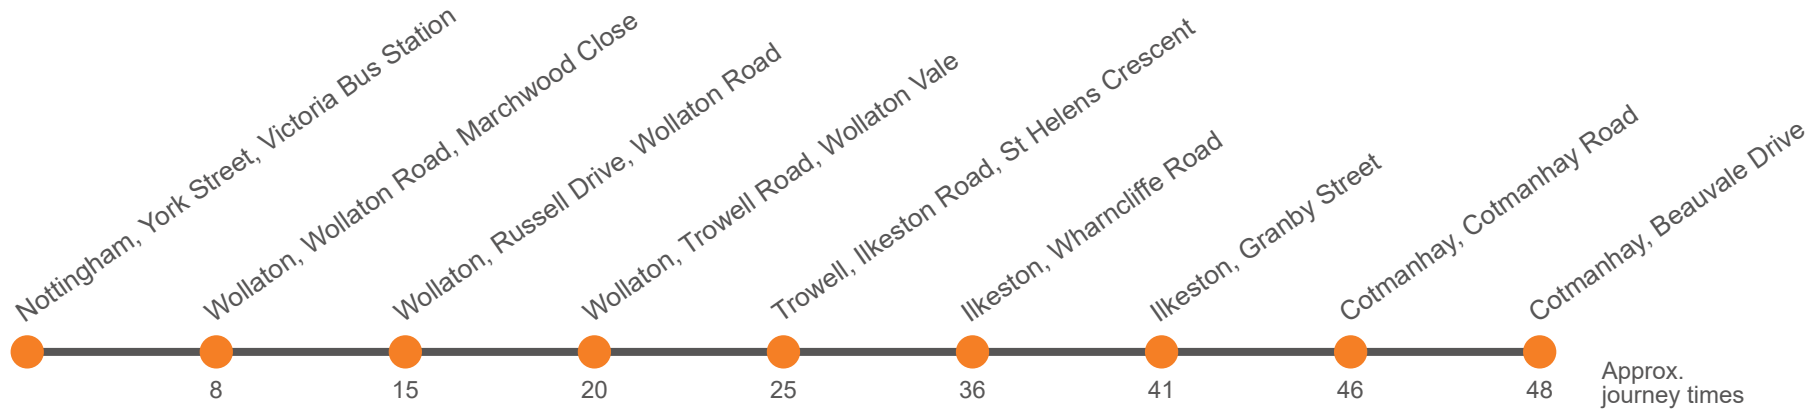 Nottingham, York Street, Victoria Bus Station
Wollaton, Wollaton Road, Marchwood Close
Wollaton, Russell Drive, Wollaton Road
Wollaton, Trowell Road, Wollaton Vale
Trowell, Ilkeston Road, St Helens Crescent
Ilkeston, Wharncliffe Road
Ilkeston, Granby Street
Cotmanhay, Cotmanhay Road
Cotmanhay, Beauvale Drive
8
15
20
25
36
41
46
48
Approx.
journey times